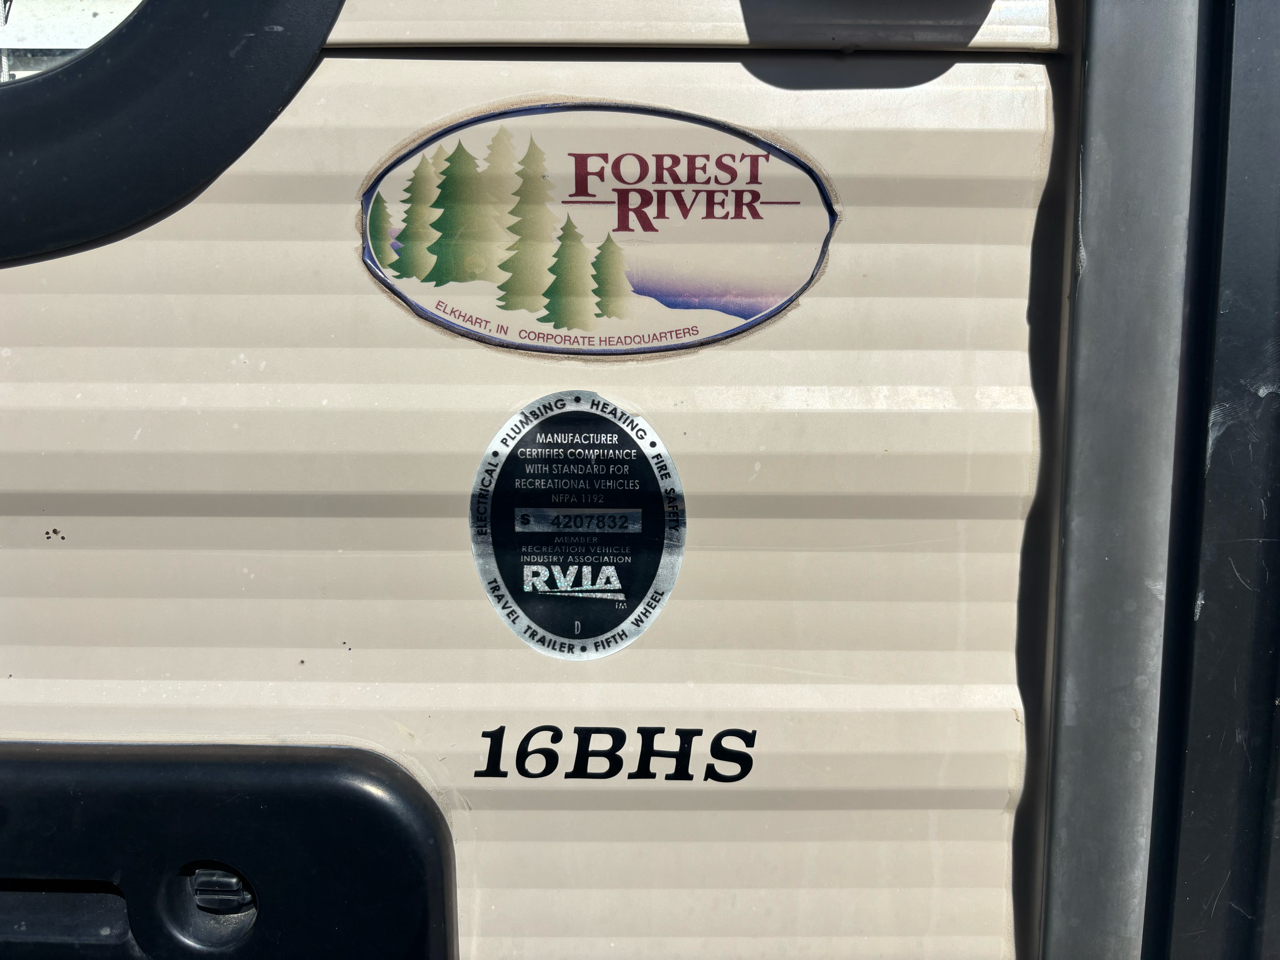 FOREST
RIVER
ELKHART, IN CORPORATE HEADQUARTERS
ELECTRICAL • PLUMBING • HEATING • FIRE SAFETY
MANUFACTURER
CERTIFIES COMPLIANCE
WITH STANDARD FOR
RECREATIONAL VEHICLES
NFPA 1192
S 4207832
MEMBER
RECREATION VEHICLE
INDUSTRY ASSOCIATION
RVIA
TM
D
TRAVEL TRAILER • FIFTH WHEEL
16BHS